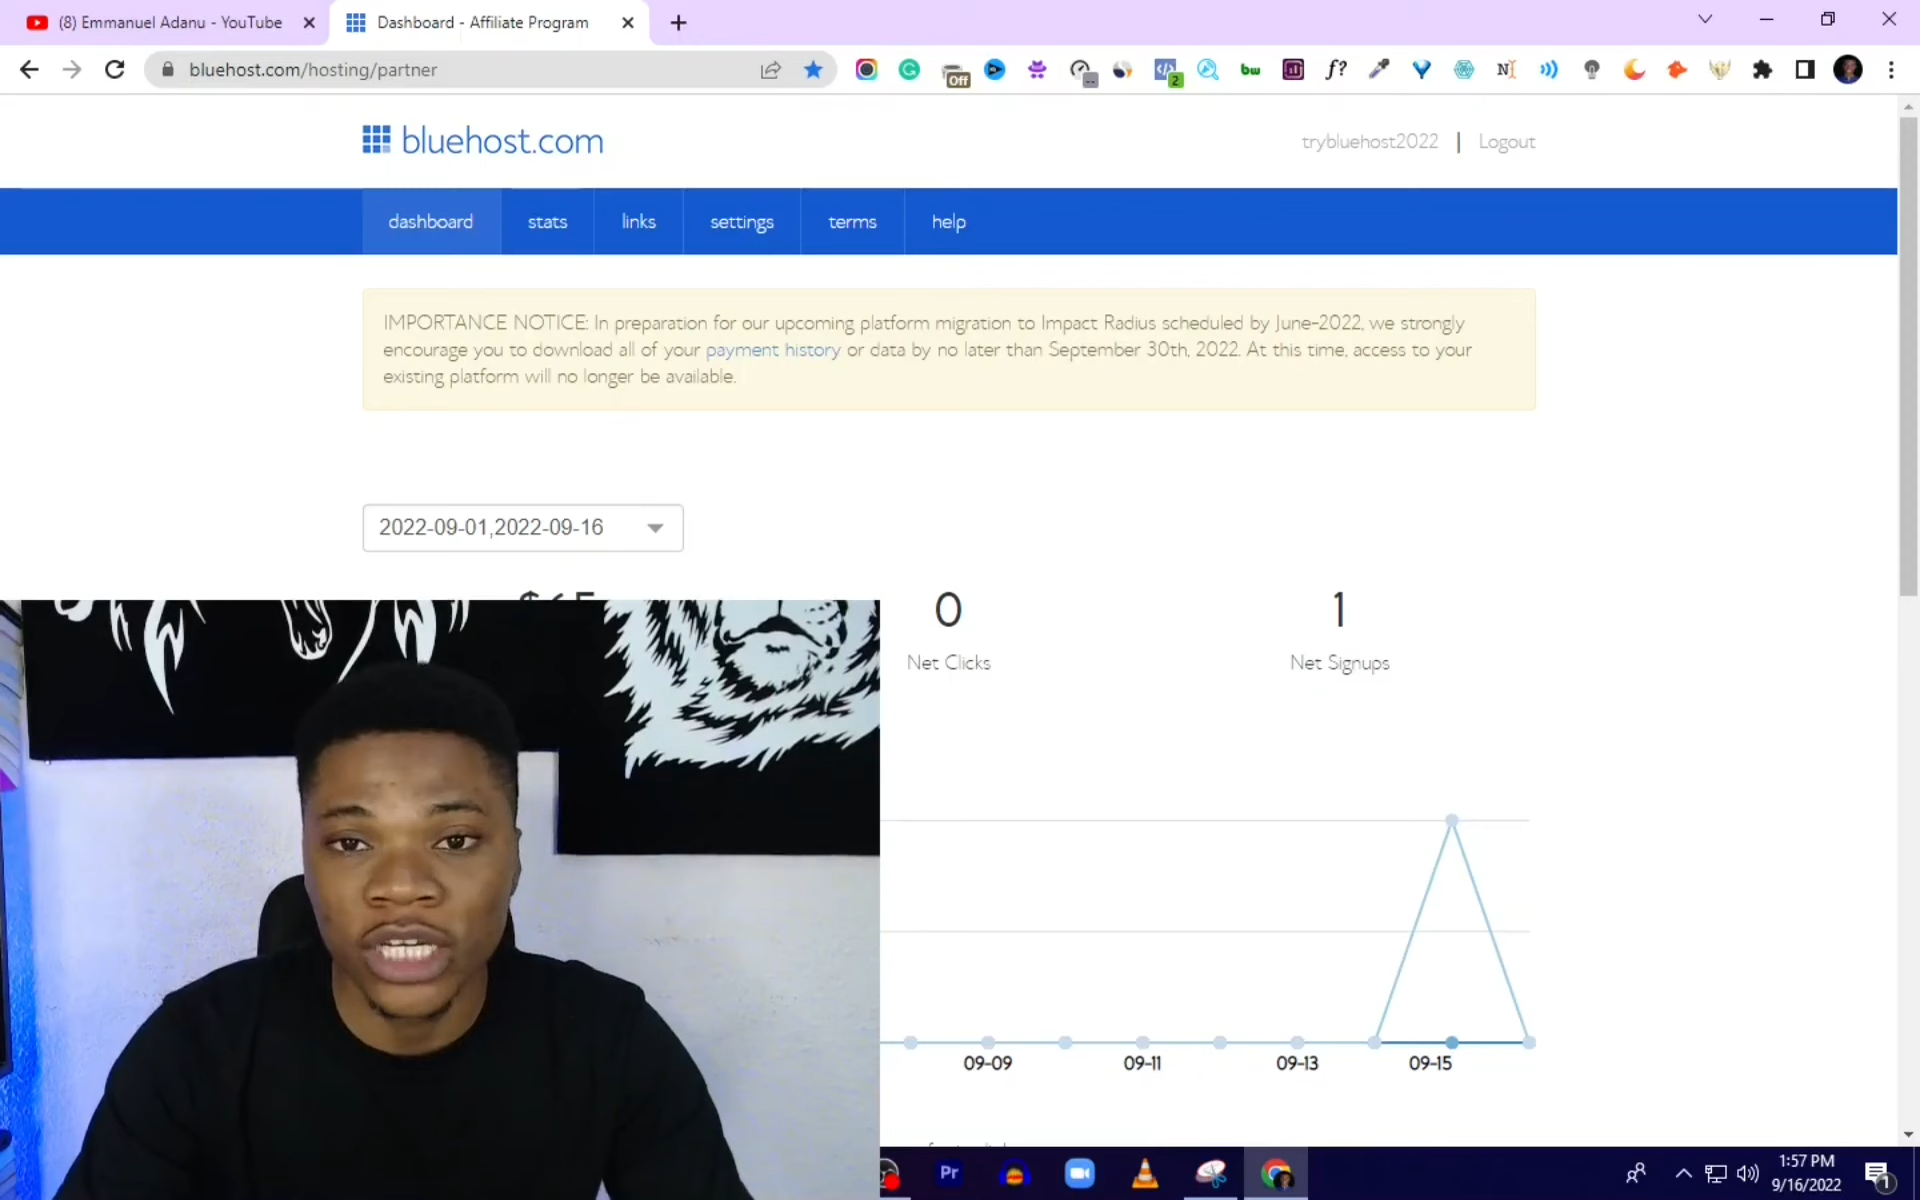 (8) Emmanuel Adanu - YouTube
Dashboard - Affiliate Program
bluehost.com/hosting/partner
Off
2
bw
f?
bluehost.com
trybluehost2022 | Logout
dashboard
stats
links
settings
terms
help
IMPORTANCE NOTICE: In preparation for our upcoming platform migration to Impact Radius scheduled by June-2022, we strongly
encourage you to download all of your payment history or data by no later than September 30th, 2022. At this time, access to your
existing platform will no longer be available.
2022-09-01,2022-09-16
0
1
Net Clicks
Net Signups
09-09
09-11
09-13
09-15
Pr
1:57 PM
9/16/2022
1